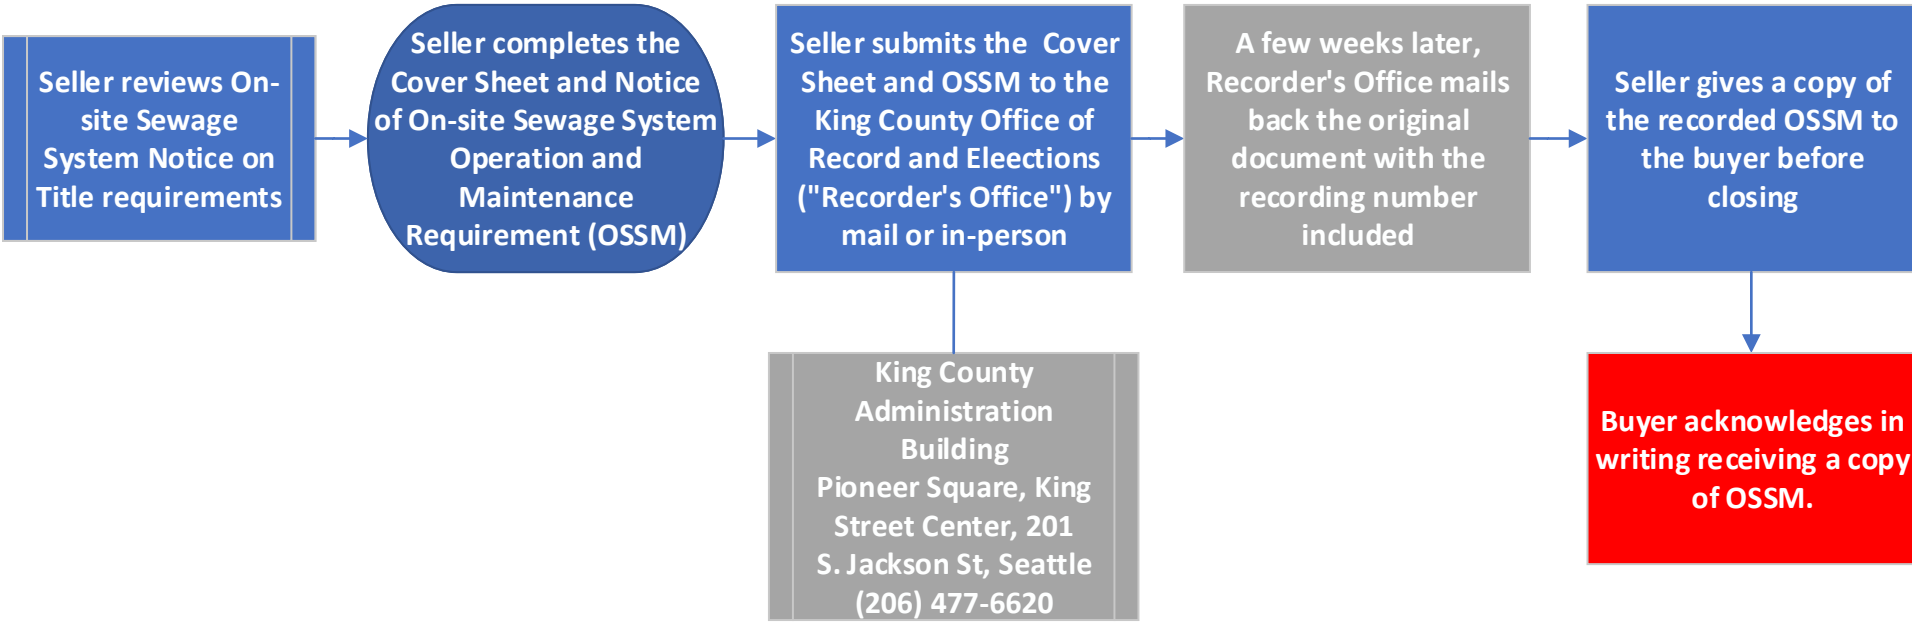 Seller reviews On-
site Sewage
System Notice on
Title requirements
Seller completes the
Cover Sheet and Notice
of On-site Sewage System
Operation and
Maintenance
Requirement (OSSM)
Seller submits the Cover
Sheet and OSSM to the
King County Office of
Record and Eleections
("Recorder's Office") by
mail or in-person
A few weeks later,
Recorder's Office mails
back the original
document with the
recording number
included
Seller gives a copy of
the recorded OSSM to
the buyer before
closing
King County
Administration
Building
Pioneer Square, King
Street Center, 201
S. Jackson St, Seattle
(206) 477-6620
Buyer acknowledges in
writing receiving a copy
of OSSM.